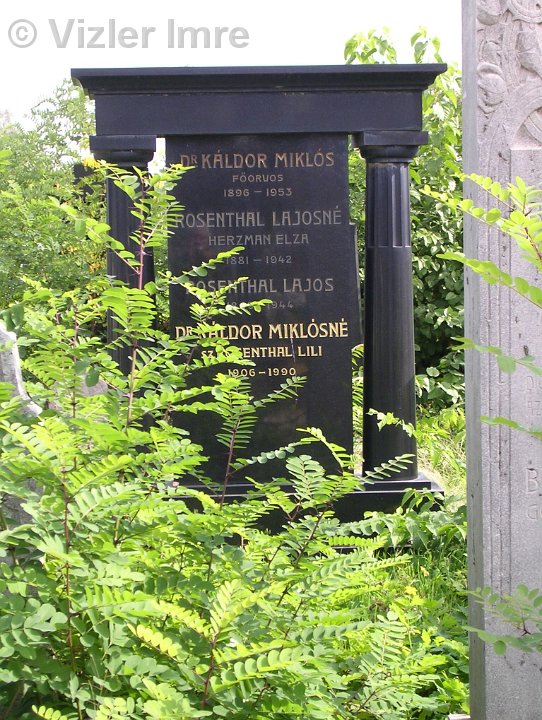 © Vizler Imre
DR KÁLDOR MIKLÓS
FŐORVOS
1896 - 1953
ROSENTHAL LAJOSNÉ
HERZMAN ELZA
1881 - 1942
ROSENTHAL LAJOS
1944
DR KÁLDOR MIKLÓSNÉ
SZ. ROSENTHAL LILI
1906-1990